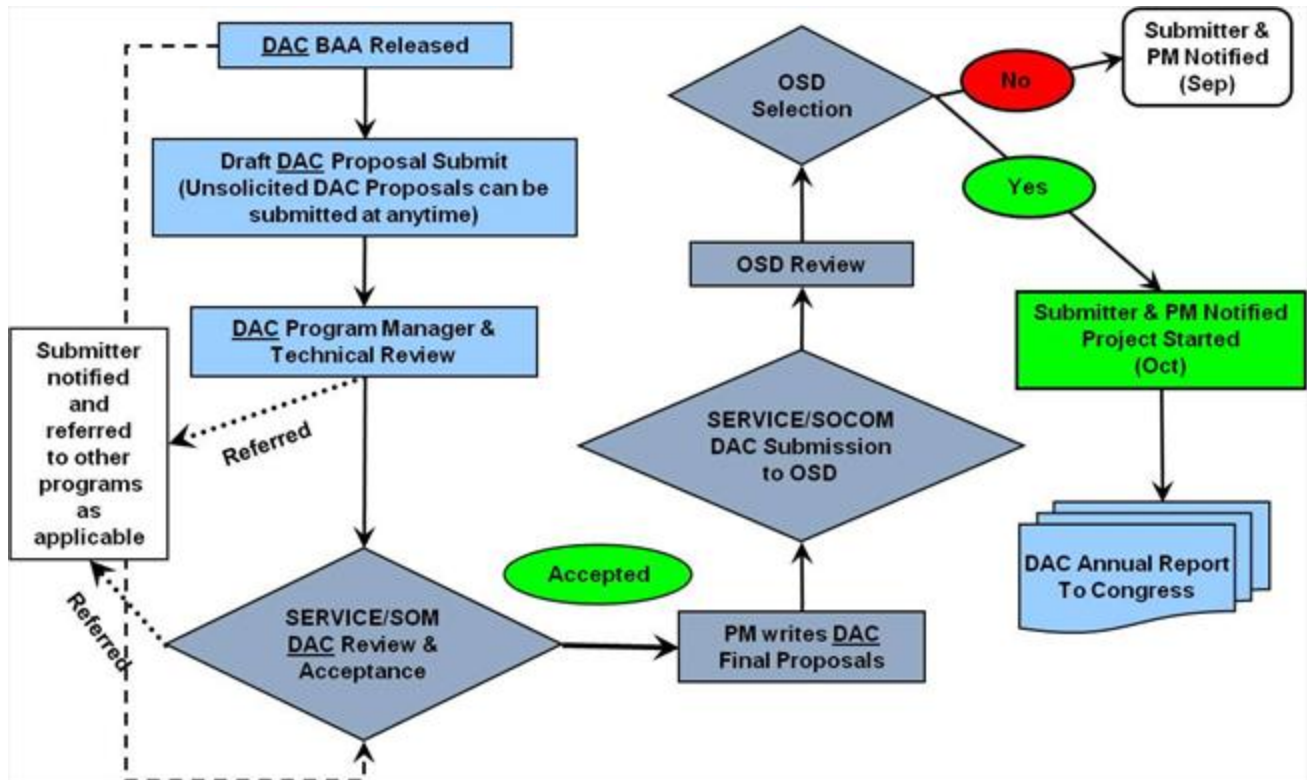 DAC BAA Released
Draft DAC Proposal Submit
(Unsolicited DAC Proposals can be
submitted at anytime)
DAC Program Manager &
Technical Review
Referred
Submitter
notified
and
referred
to other
programs
as
applicable
Referred
SERVICE/SOM
DAC Review &
Acceptance
Accepted
PM writes DAC
Final Proposals
SERVICE/SOCOM
DAC Submission
to OSD
OSD Review
OSD
Selection
No
Submitter &
PM Notified
(Sep)
Yes
Submitter & PM Notified
Project Started
(Oct)
DAC Annual Report
To Congress